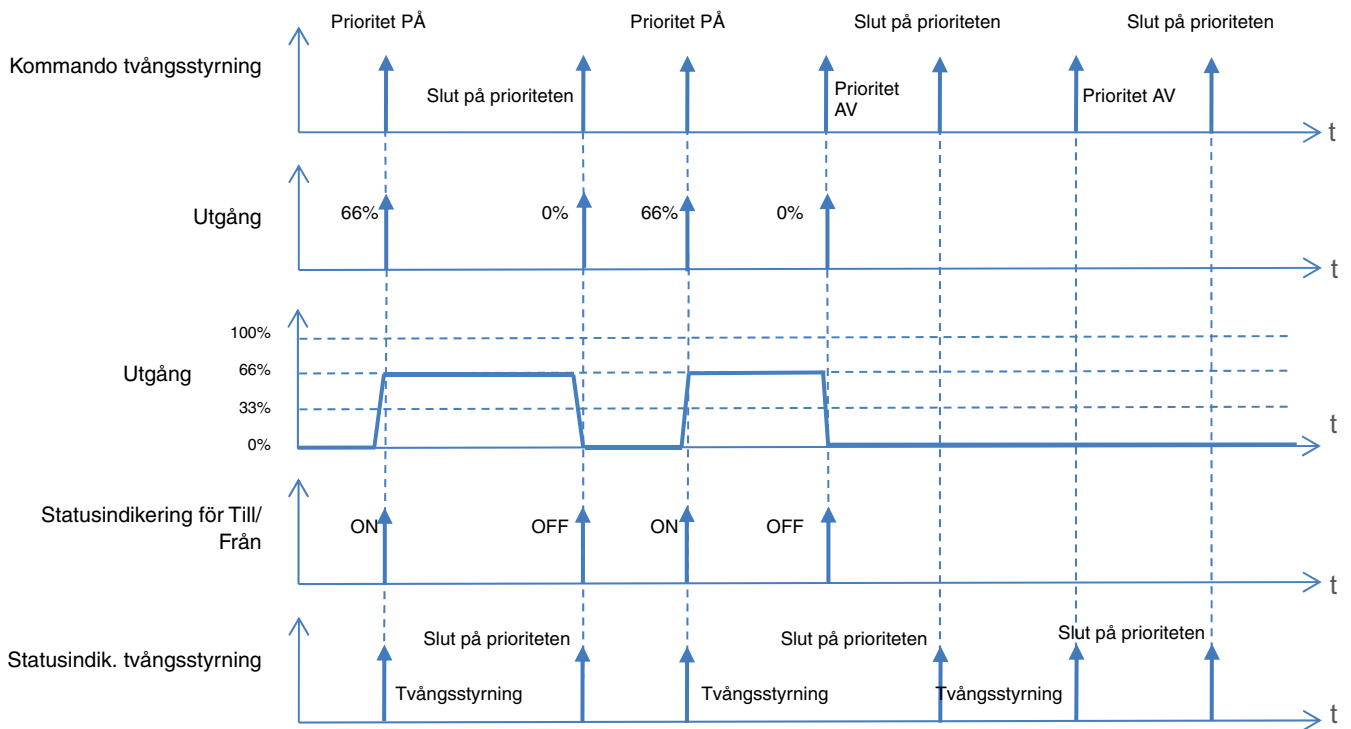 Prioritet PÅ
Prioritet PÅ
Slut på prioriteten
Slut på prioriteten
Kommando tvångsstyrning
Slut på prioriteten
Prioritet
AV
Prioritet AV
t
Utgång
66%
0%
66%
0%
t
100%
Utgång
66%
33%
0%
t
Statusindikering för Till/
Från
ON
OFF
ON
OFF
t
Statusindik. tvångsstyrning
Slut på prioriteten
Slut på prioriteten
Slut på prioriteten
Tvångsstyrning
Tvångsstyrning
Tvångsstyrning
t